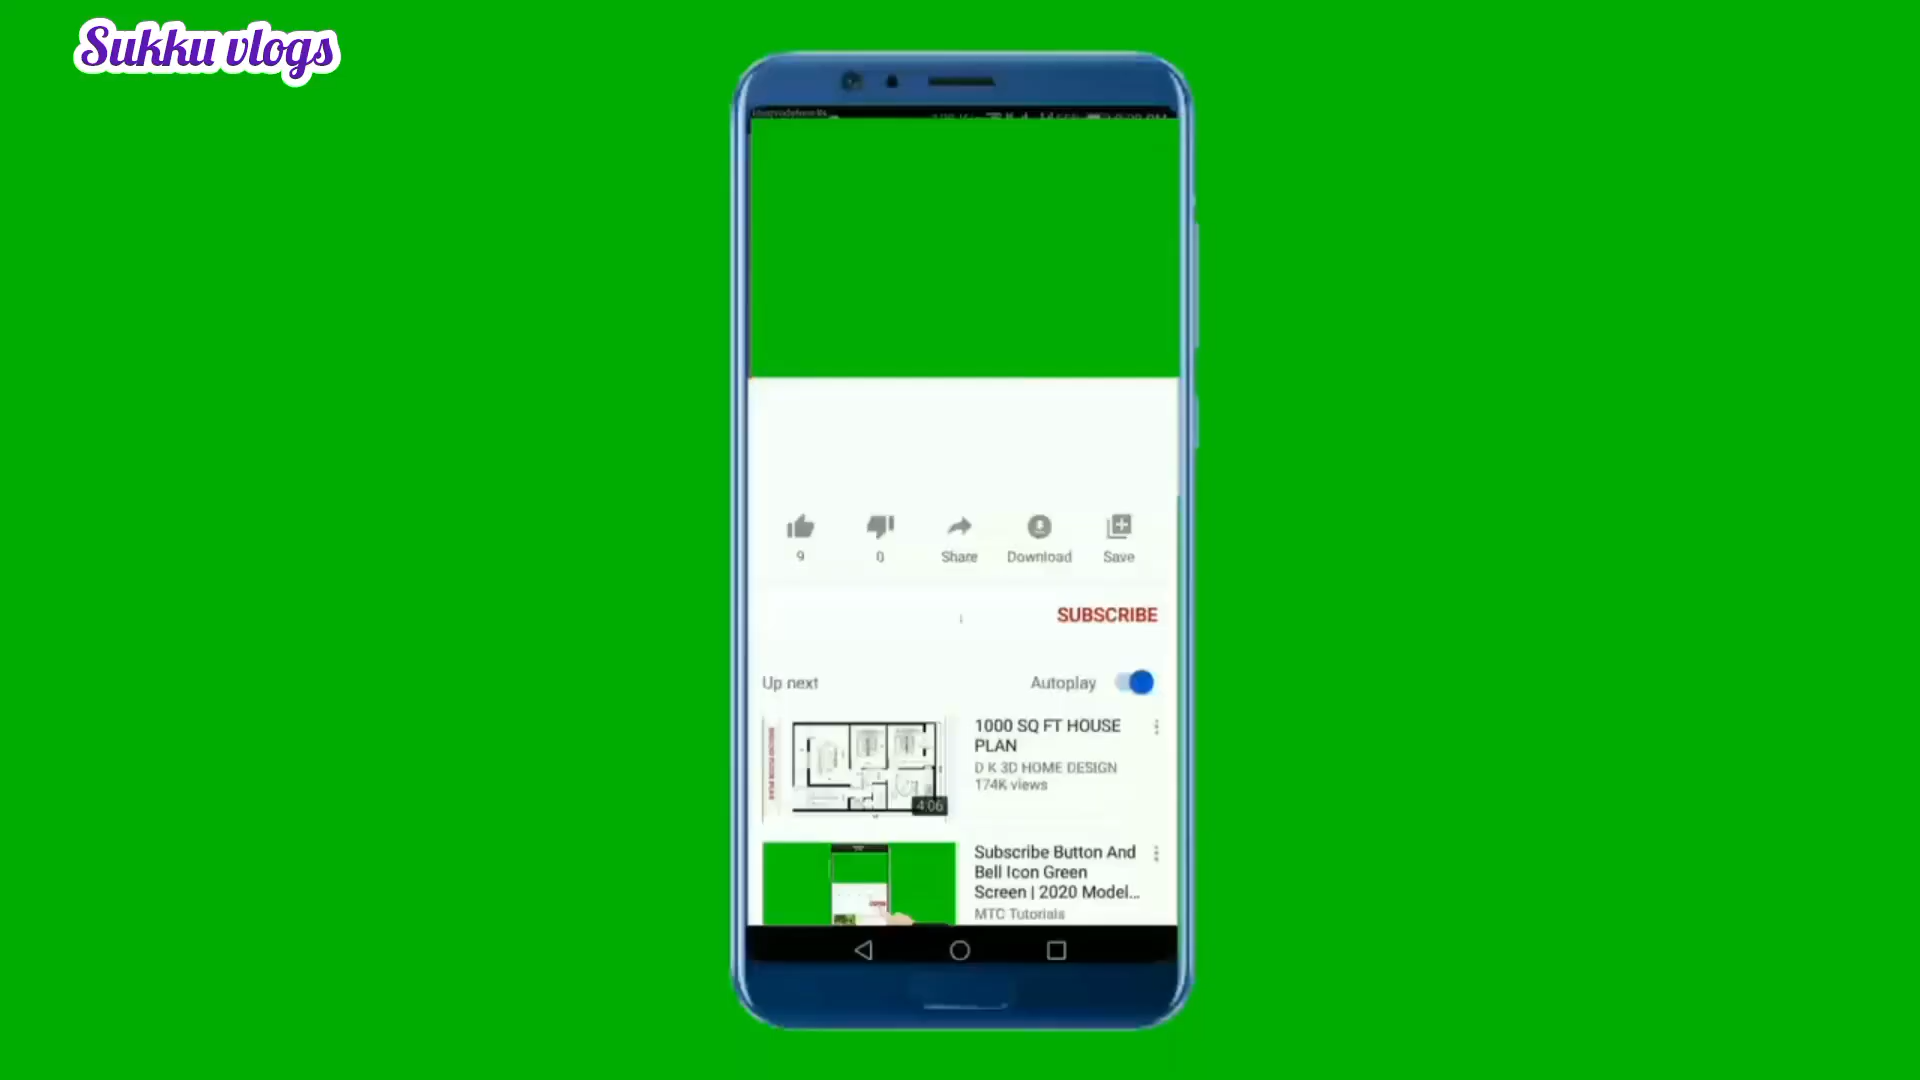 Sukku vlogs
9
0
Share
Download
Save
SUBSCRIBE
Up next
Autoplay
1000 SQ FT HOUSE
PLAN
D K 3D HOME DESIGN
174K views
4:06
Subscribe Button And
Bell Icon Green
Screen | 2020 Model...
MTC Tutorials